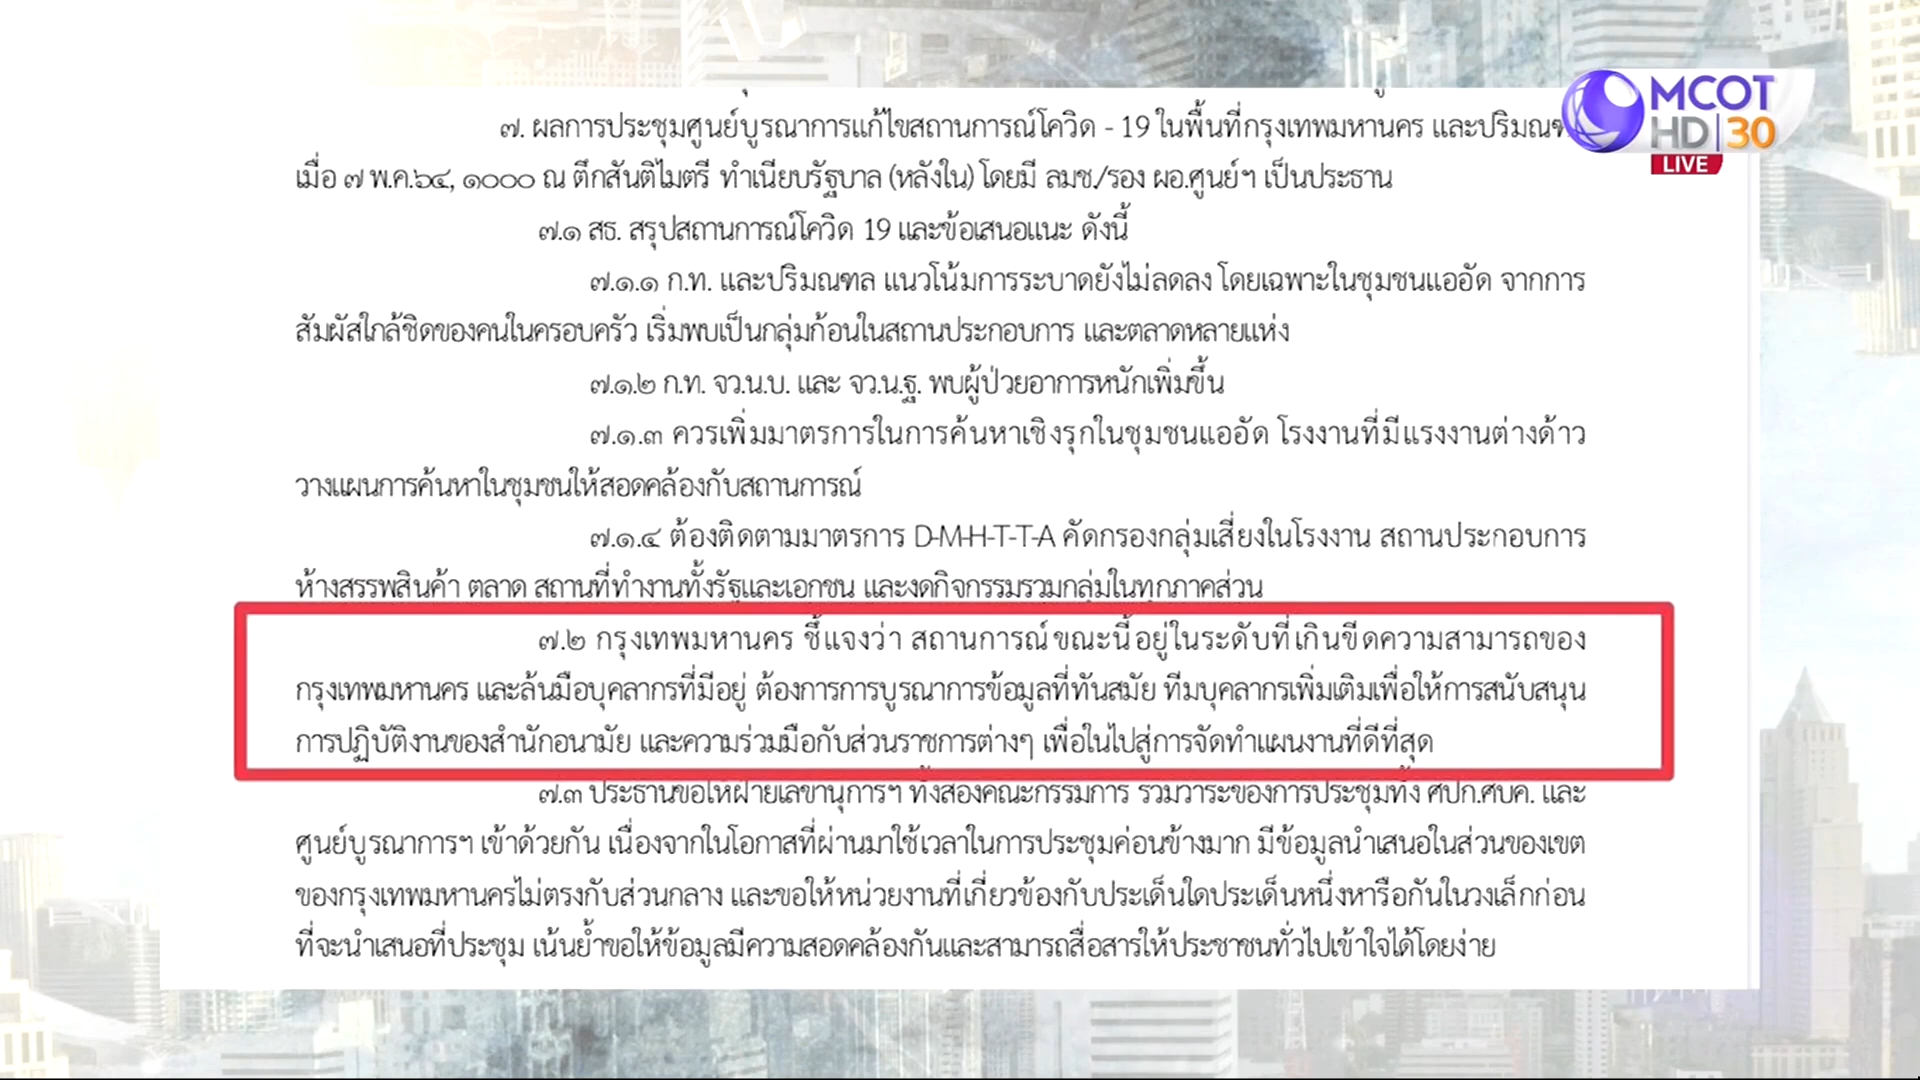 MCOT
HD 30
LIVE
๗. ผลการประชุมศูนย์บูรณาการแก้ไขสถานการณ์โควิด - 19 ในพื้นที่กรุงเทพมหานคร และปริมณฑ
เมื่อ ๗ พ.ค.๖๔, ๑๐๐๐ ณ ตึกสันติไมตรี ทำเนียบรัฐบาล (หลังใน) โดยมี ลมช./รอง ผอ.ศูนย์ฯ เป็นประธาน
๗.๑ สธ. สรุปสถานการณ์โควิด 19 และข้อเสนอแนะ ดังนี้
๗.๑.๑ ก.ท. และปริมณฑล แนวโน้มการระบาดยังไม่ลดลง โดยเฉพาะในชุมชนแออัด จากการ
สัมผัสใกล้ชิดของคนในครอบครัว เริ่มพบเป็นกลุ่มก้อนในสถานประกอบการ และตลาดหลายแห่ง
๗.๑.๒ ก.ท. จว.น.บ. และ จว.น.ฐ. พบผู้ป่วยอาการหนักเพิ่มขึ้น
๗.๑.๓ ควรเพิ่มมาตรการในการค้นหาเชิงรุกในชุมชนแออัด โรงงานที่มีแรงงานต่างด้าว
วางแผนการค้นหาในชุมชนให้สอดคล้องกับสถานการณ์
๗.๑.๔ ต้องติดตามมาตรการ D-M-H-T-T-A คัดกรองกลุ่มเสี่ยงในโรงงาน สถานประกอบการ
ห้างสรรพสินค้า ตลาด สถานที่ทำงานทั้งรัฐและเอกชน และงดกิจกรรมรวมกลุ่มในทุกภาคส่วน
๗.๒ กรุงเทพมหานคร ชี้แจงว่า สถานการณ์ขณะนี้อยู่ในระดับที่เกินขีดความสามารถของ
กรุงเทพมหานคร และล้นมือบุคลากรที่มีอยู่ ต้องการการบูรณาการข้อมูลที่ทันสมัย ทีมบุคลากรเพิ่มเติมเพื่อให้การสนับสนุน
การปฏิบัติงานของสำนักอนามัย และความร่วมมือกับส่วนราชการต่างๆ เพื่อในไปสู่การจัดทำแผนงานที่ดีที่สุด
๗.๓ ประธานขอให้ฝ่ายเลขานุการฯ ทั้งสองคณะกรรมการ รวมวาระของการประชุมทั้ง ศปก.ศบค. และ
ศูนย์บูรณาการฯ เข้าด้วยกัน เนื่องจากในโอกาสที่ผ่านมาใช้เวลาในการประชุมค่อนข้างมาก มีข้อมูลนำเสนอในส่วนของเขต
ของกรุงเทพมหานครไม่ตรงกับส่วนกลาง และขอให้หน่วยงานที่เกี่ยวข้องกับประเด็นใดประเด็นหนึ่งหารือกันในวงเล็กก่อน
ที่จะนำเสนอที่ประชุม เน้นย้ำขอให้ข้อมูลมีความสอดคล้องกันและสามารถสื่อสารให้ประชาชนทั่วไปเข้าใจได้โดยง่าย